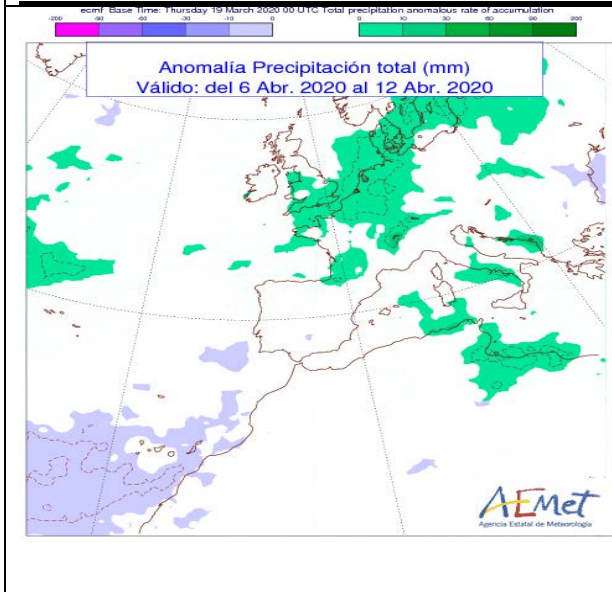 ecmf Base Time: Thursday 19 March 2020 00 UTC Total precipitation anomalous rate of accumulation
-200 -90 -60 -30 -10 0 10 30 60 90 200
Anomalía Precipitación total (mm)
Válido: del 6 Abr. 2020 al 12 Abr. 2020
AEMet
Agencia Estatal de Meteorología